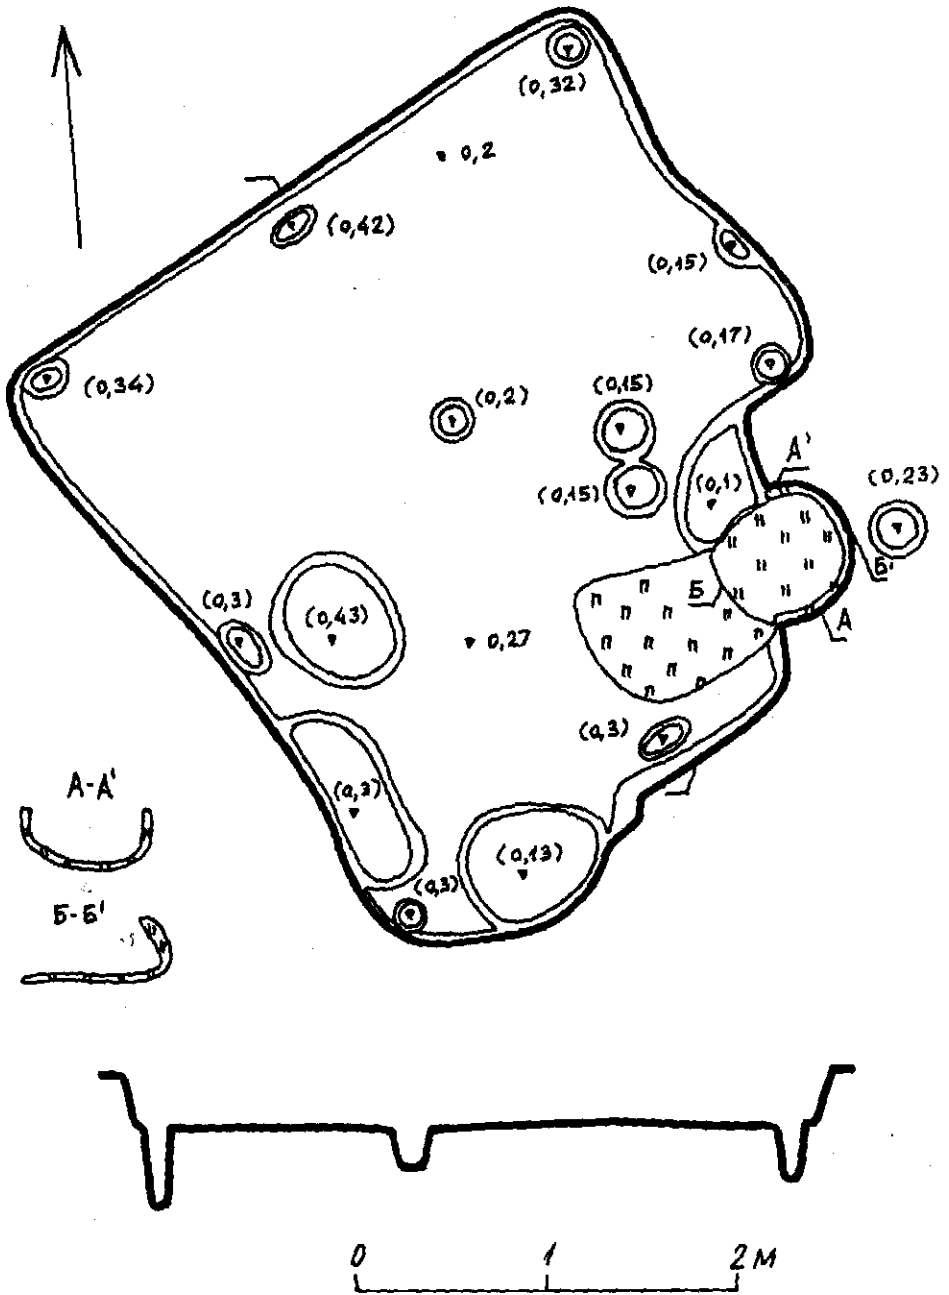 (0,32)
0,2
(0,42)
(0,15)
(0,17)
(0,34)
(0,2)
(0,15)
А'
(0,15)
(0,1)
(0,23)
Б
Б'
(0,3)
(0,43)
0,27
А
(0,3)
А-А'
(0,3)
(0,13)
(0,3)
Б-Б'
0 1 2 м